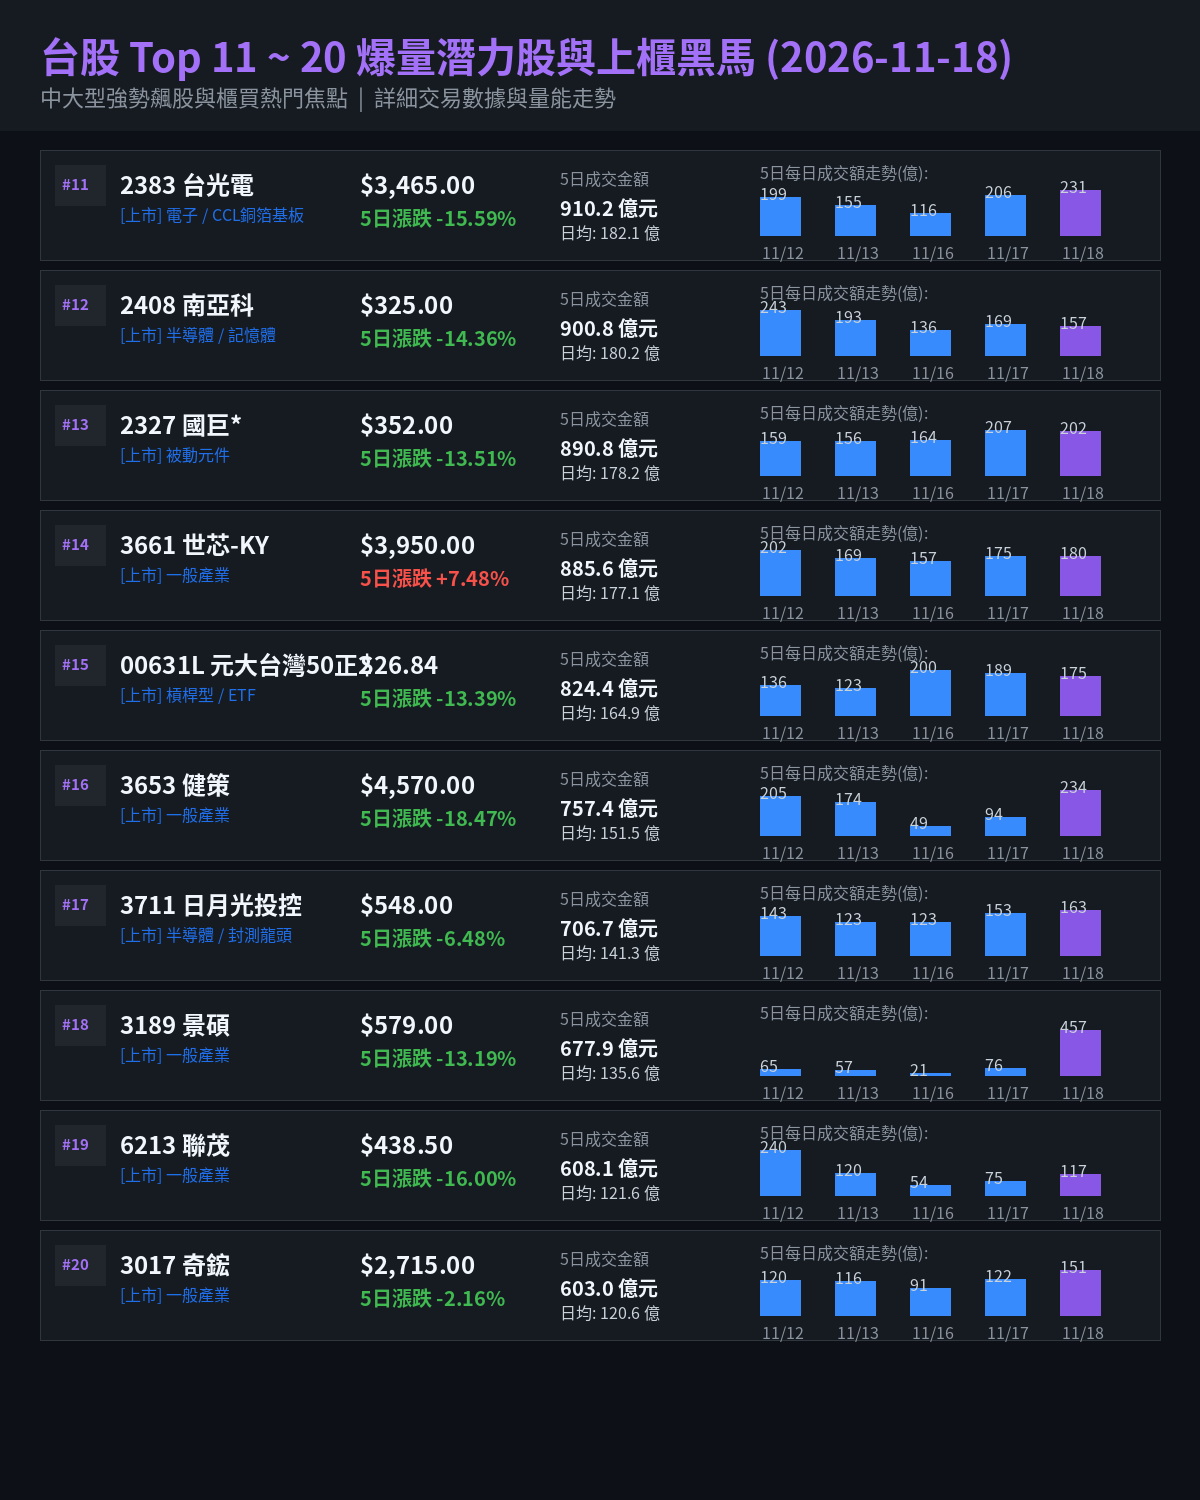 台股 Top 11 ~ 20 爆量潛力股與上櫃黑馬 (2026-11-18)
中大型強勢飆股與櫃買熱門焦點 | 詳細交易數據與量能走勢
#11
2383 台光電
[上市] 電子 / CCL銅箔基板
$3,465.00
5日漲跌 -15.59%
5日成交金額
910.2 億元
日均: 182.1 億
5日每日成交額走勢(億):
199 155 116 206 231
11/12 11/13 11/16 11/17 11/18
#12
2408 南亞科
[上市] 半導體 / 記憶體
$325.00
5日漲跌 -14.36%
5日成交金額
900.8 億元
日均: 180.2 億
5日每日成交額走勢(億):
243 193 136 169 157
11/12 11/13 11/16 11/17 11/18
#13
2327 國巨*
[上市] 被動元件
$352.00
5日漲跌 -13.51%
5日成交金額
890.8 億元
日均: 178.2 億
5日每日成交額走勢(億):
159 156 164 207 202
11/12 11/13 11/16 11/17 11/18
#14
3661 世芯-KY
[上市] 一般產業
$3,950.00
5日漲跌 +7.48%
5日成交金額
885.6 億元
日均: 177.1 億
5日每日成交額走勢(億):
202 169 157 175 180
11/12 11/13 11/16 11/17 11/18
#15
00631L 元大台灣50正2
[上市] 槓桿型 / ETF
$26.84
5日漲跌 -13.39%
5日成交金額
824.4 億元
日均: 164.9 億
5日每日成交額走勢(億):
136 123 200 189 175
11/12 11/13 11/16 11/17 11/18
#16
3653 健策
[上市] 一般產業
$4,570.00
5日漲跌 -18.47%
5日成交金額
757.4 億元
日均: 151.5 億
5日每日成交額走勢(億):
205 174 49 94 234
11/12 11/13 11/16 11/17 11/18
#17
3711 日月光投控
[上市] 半導體 / 封測龍頭
$548.00
5日漲跌 -6.48%
5日成交金額
706.7 億元
日均: 141.3 億
5日每日成交額走勢(億):
143 123 123 153 163
11/12 11/13 11/16 11/17 11/18
#18
3189 景碩
[上市] 一般產業
$579.00
5日漲跌 -13.19%
5日成交金額
677.9 億元
日均: 135.6 億
5日每日成交額走勢(億):
65 57 21 76 457
11/12 11/13 11/16 11/17 11/18
#19
6213 聯茂
[上市] 一般產業
$438.50
5日漲跌 -16.00%
5日成交金額
608.1 億元
日均: 121.6 億
5日每日成交額走勢(億):
240 120 54 75 117
11/12 11/13 11/16 11/17 11/18
#20
3017 奇鋐
[上市] 一般產業
$2,715.00
5日漲跌 -2.16%
5日成交金額
603.0 億元
日均: 120.6 億
5日每日成交額走勢(億):
120 116 91 122 151
11/12 11/13 11/16 11/17 11/18